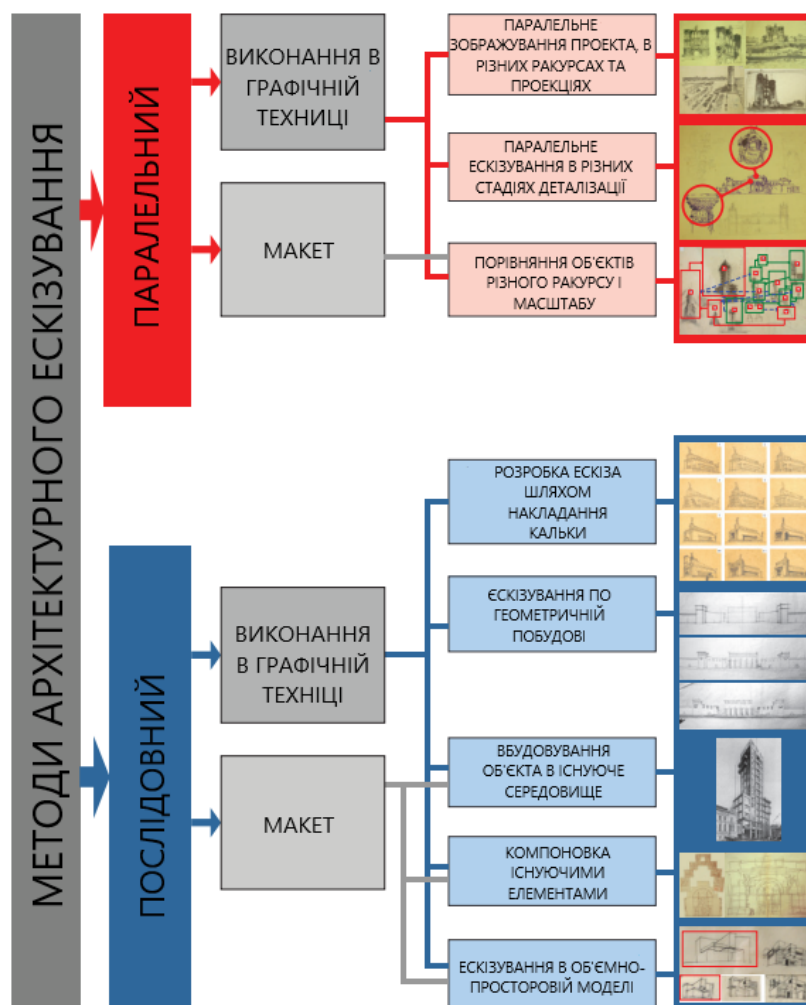 МЕТОДИ АРХІТЕКТУРНОГО ЕСКІЗУВАННЯ
ПАРАЛЕЛЬНИЙ
ВИКОНАННЯ В
ГРАФІЧНІЙ
ТЕХНИЦІ
МАКЕТ
ПАРАЛЕЛЬНЕ
ЗОБРАЖУВАННЯ ПРОЕКТА, В
РІЗНИХ РАКУРСАХ ТА
ПРОЕКЦІЯХ
ПАРАЛЕЛЬНЕ
ЕСКІЗУВАННЯ В РІЗНИХ
СТАДІЯХ ДЕТАЛІЗАЦІЇ
ПОРІВНЯННЯ ОБ'ЄКТІВ
РІЗНОГО РАКУРСУ І
МАСШТАБУ
ПОСЛІДОВНИЙ
ВИКОНАННЯ
В ГРАФІЧНІЙ
ТЕХНІЦІ
МАКЕТ
РОЗРОБКА ЕСКІЗА
ШЛЯХОМ
НАКЛАДАННЯ
КАЛЬКИ
ЄСКІЗУВАННЯ ПО
ГЕОМЕТРИЧНІЙ
ПОБУДОВІ
ВБУДОВУВАННЯ
ОБ'ЄКТА В ІСНУЮЧЕ
СЕРЕДОВИЩЕ
КОМПОНОВКА
ІСНУЮЧИМИ
ЕЛЕМЕНТАМИ
ЕСКІЗУВАННЯ В ОБ'ЄМНО-
ПРОСТОРОВІЙ МОДЕЛІ